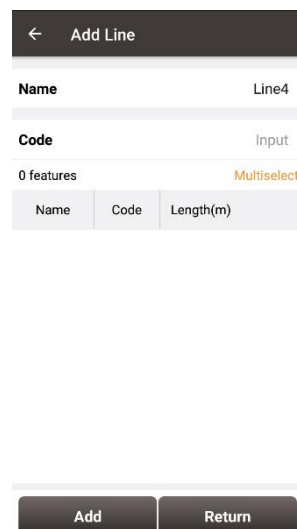 ← Add Line
Name Line4
Code Input
0 features Multiselect
Name Code Length(m)
Add Return